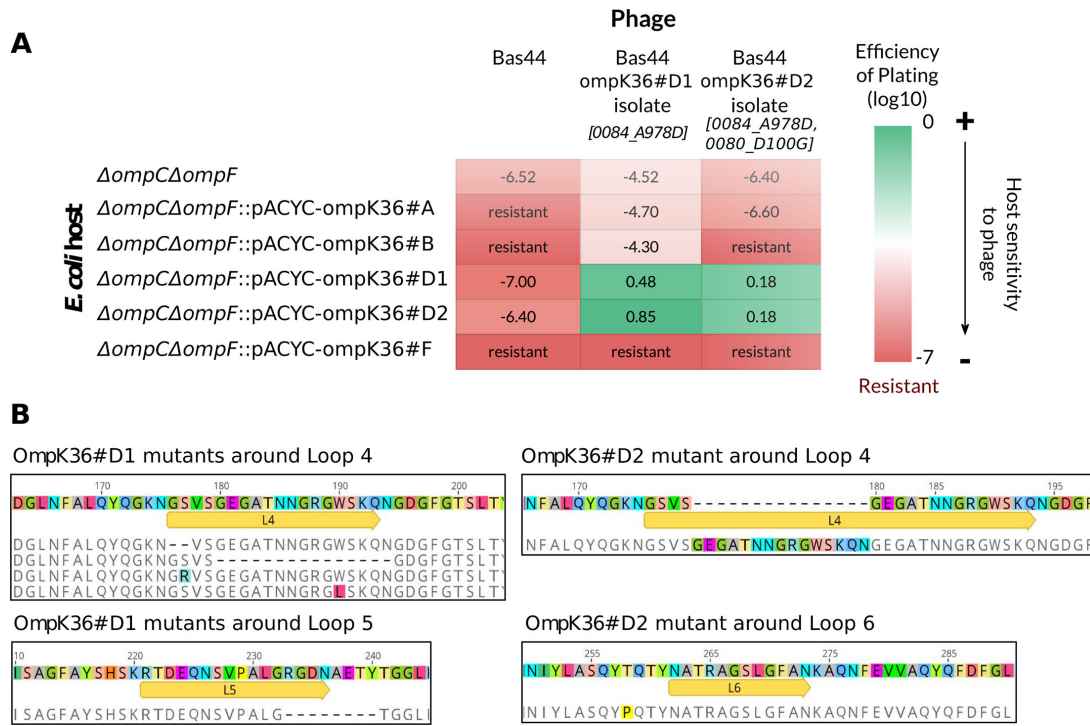 A
Phage
Bas44
Bas44
ompK36#D1
isolate
[0084_A978D]
Bas44
ompK36#D2
isolate
[0084_A978D,
0080_D100G]
Efficiency
of Plating
(log10)
E. coli host
ΔompCΔompF -6.52 -4.52 -6.40
ΔompCΔompF::pACYC-ompK36#A resistant -4.70 -6.60
ΔompCΔompF::pACYC-ompK36#B resistant -4.30 resistant
ΔompCΔompF::pACYC-ompK36#D1 -7.00 0.48 0.18
ΔompCΔompF::pACYC-ompK36#D2 -6.40 0.85 0.18
ΔompCΔompF::pACYC-ompK36#F resistant resistant resistant
0
-7
Resistant
+
-
Host sensitivity
to phage
B
OmpK36#D1 mutants around Loop 4
170 180 190 200
DGLNFALQYQGKNGSVSGEGATNNGRGWSKQNGDGFGTSLTY
L4
DGLNFALQYQGKN--VSGEGATNNGRGWSKQNGDGFGTSLTY
DGLNFALQYQGKNGSVS---------------GDGFGTSLTY
DGLNFALQYQGKNGRVSGEGATNNGRGWSKQNGDGFGTSLTY
DGLNFALQYQGKNGSVSGEGATNNGRGLSKQNGDGFGTSLTY
OmpK36#D2 mutant around Loop 4
170 180 185 195
NFALQYQGKNGSVS---------------GEGATNNGRGWSKQNGDGF
L4
NFALQYQGKNGSVSGEGATNNGRGWSKQNGEGATNNGRGWSKQNGDGF
OmpK36#D1 mutants around Loop 5
10 220 230 240
ISAGFAYSHSKRTDEQNSVPALGRGDNAETYTGGLI
L5
ISAGFAYSHSKRTDEQNSVPALG--------TGGLI
OmpK36#D2 mutant around Loop 6
255 265 275 285
NIYLASQYTQTYNATRAGSLGFANKAQNFEVVAQYQFDFGL
L6
NIYLASQYPQTYNATRAGSLGFANKAQNFEVVAQYQFDFGL